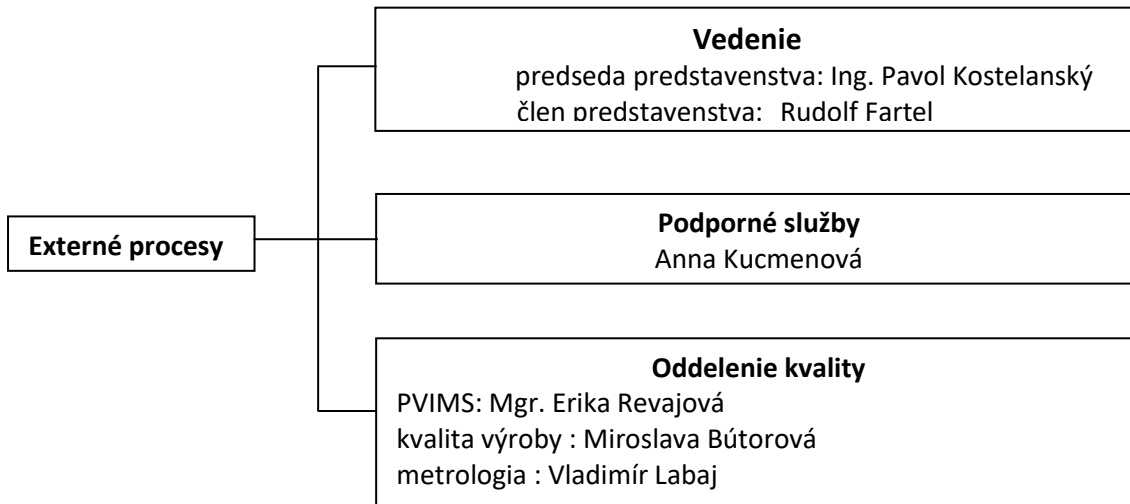 Vedenie
predseda predstavenstva: Ing. Pavol Kostelanský
člen predstavenstva: Rudolf Fartel
Podporné služby
Anna Kucmenová
Externé procesy
Oddelenie kvality
PVIMS: Mgr. Erika Revajová
kvalita výroby : Miroslava Bútorová
metrologia : Vladimír Labaj